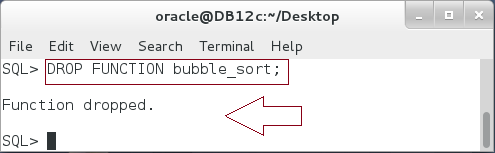 oracle@DB12c:~/Desktop
File Edit View Search Terminal Help
SQL> DROP FUNCTION bubble_sort;
Function dropped.
SQL>